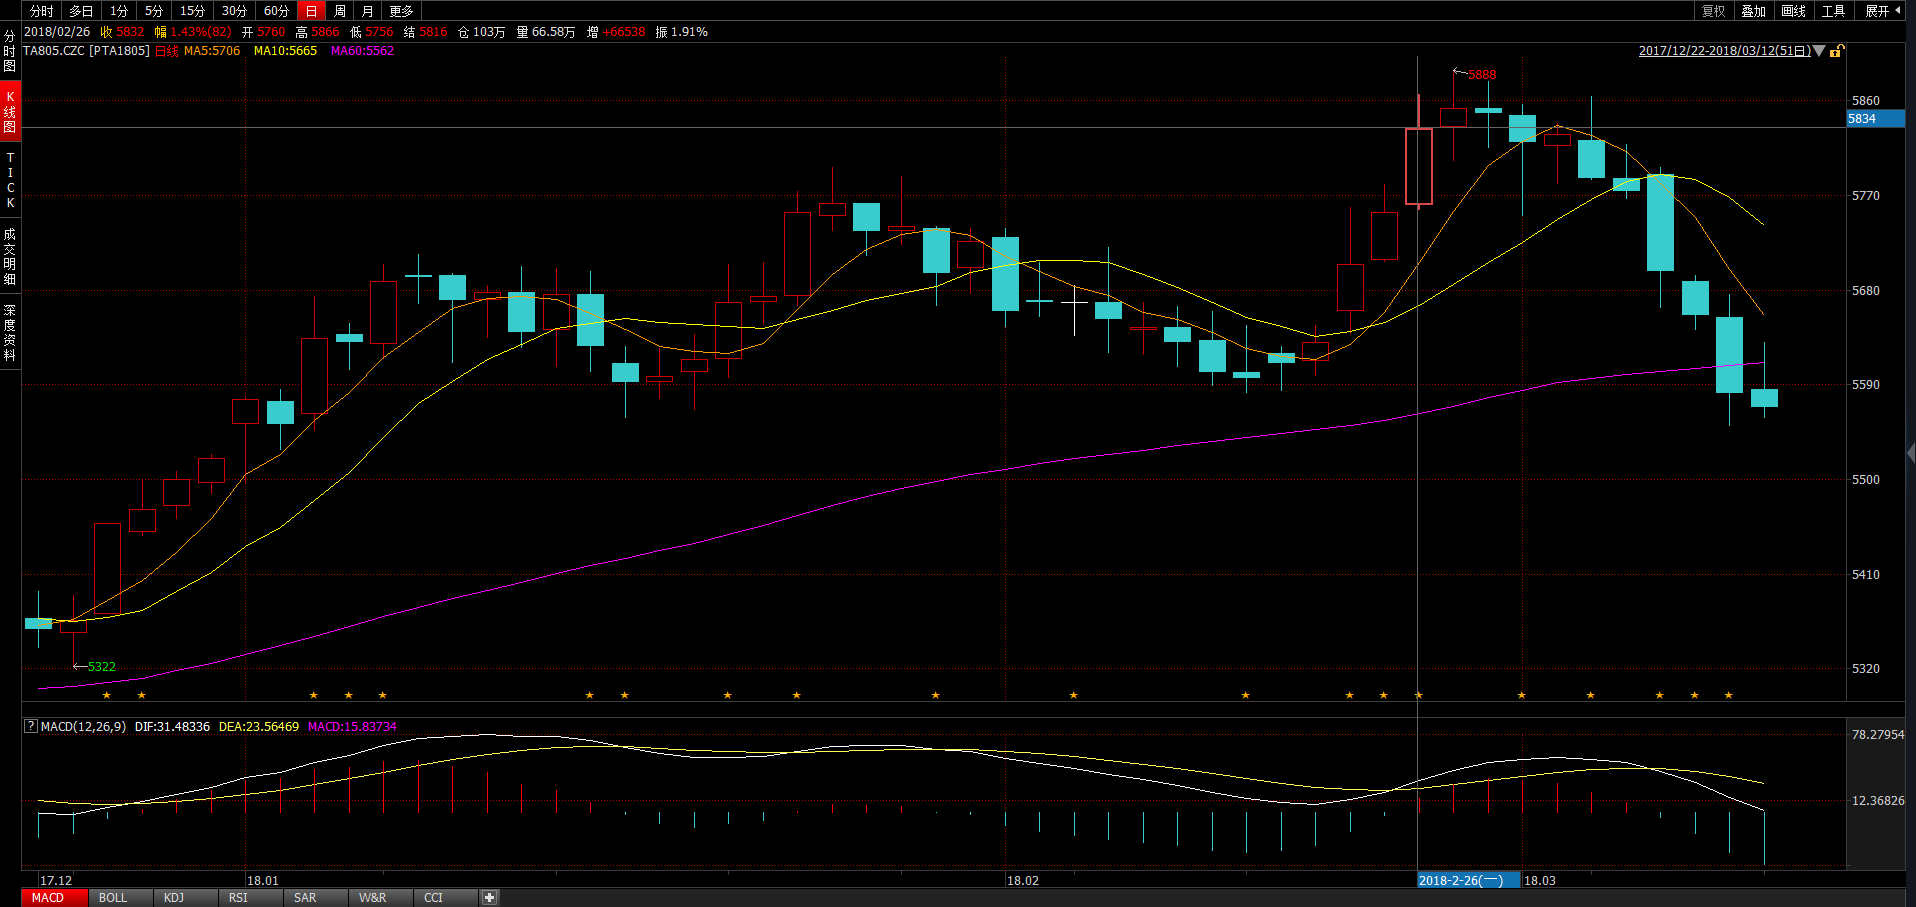 分时 多日 1分 5分 15分 30分 60分 日 周 月 更多 复权 叠加 画线 工具 展开
2018/02/26 收 5832 幅 1.43%(82) 开 5760 高 5866 低 5756 结 5816 仓 103万 量 66.58万 增 +66538 振 1.91%
TA805.CZC [PTA1805] 日线 MA5:5706 MA10:5665 MA60:5562 2017/12/22-2018/03/12(51日)
分时图
K线图
TICK
成交明细
深度资料
5888
5860
5834
5770
5680
5590
5500
5410
5322
5320
? MACD(12,26,9) DIF:31.48336 DEA:23.56469 MACD:15.83734
78.27954
12.36826
17.12 18.01 18.02 2018-2-26(一) 18.03
MACD BOLL KDJ RSI SAR W&R CCI